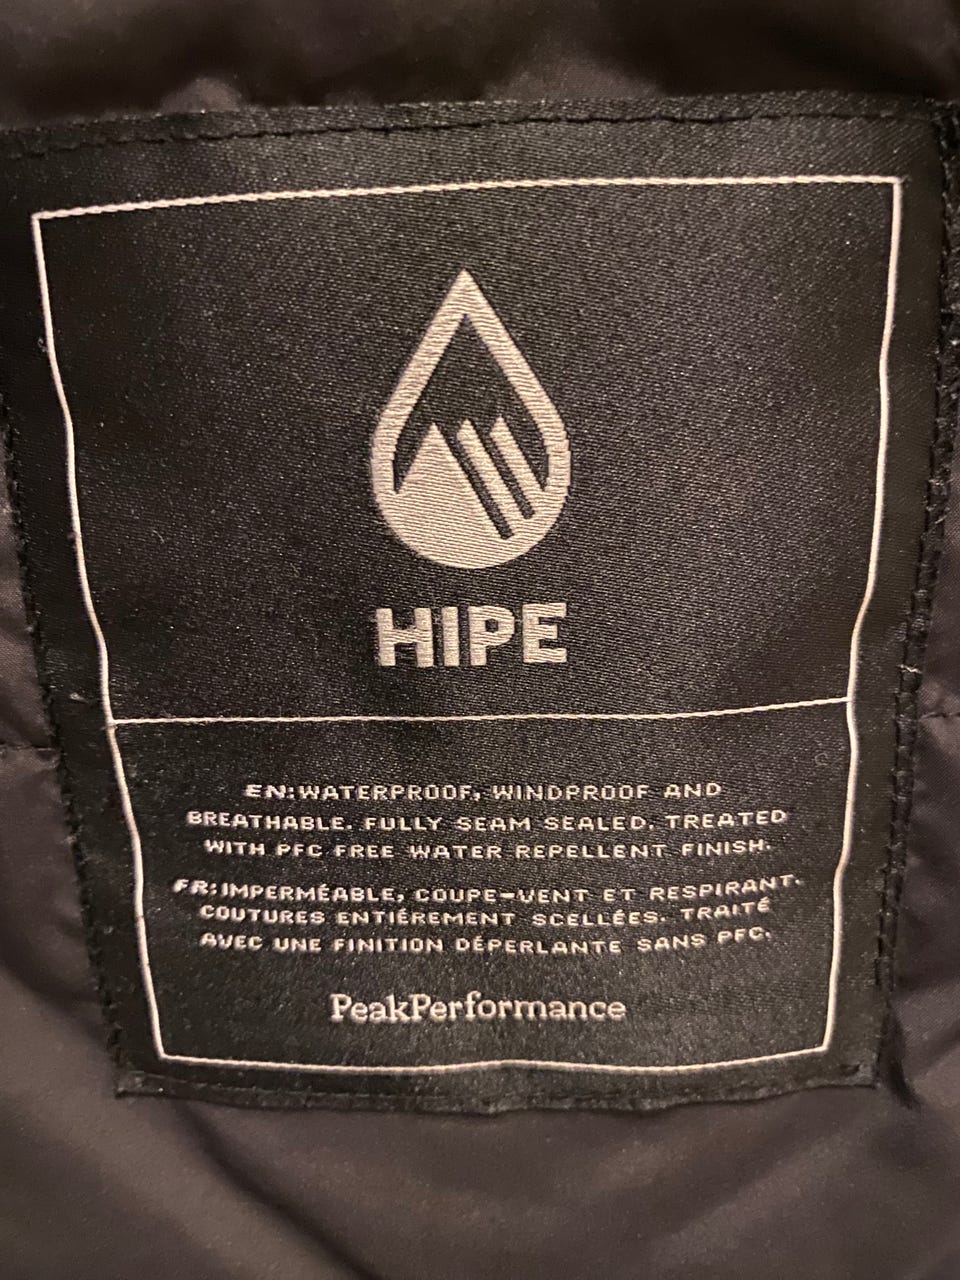 HIPE
EN:WATERPROOF, WINDPROOF AND
BREATHABLE. FULLY SEAM SEALED. TREATED
WITH PFC FREE WATER REPELLENT FINISH.
FR:IMPERMÉABLE, COUPE-VENT ET RESPIRANT.
COUTURES ENTIÉREMENT SCELLÉES. TRAITÉ
AVEC UNE FINITION DÉPERLANTE SANS PFC.
PeakPerformance